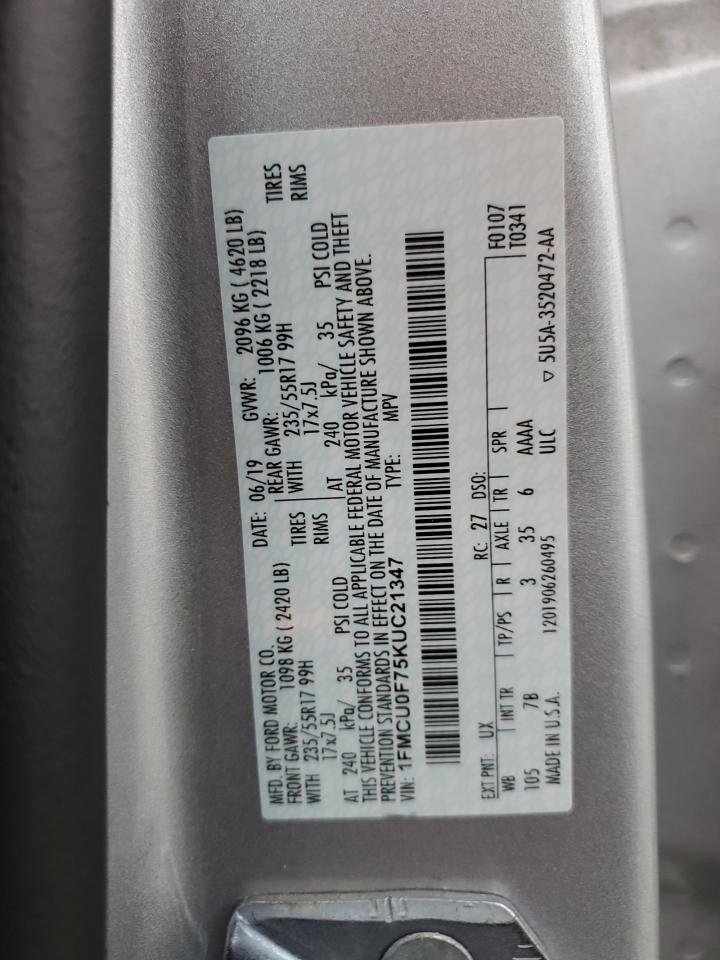 MFD. BY FORD MOTOR CO.
DATE: 06/19 GVWR: 2096 KG ( 4620 LB)
FRONT GAWR: 1098 KG ( 2420 LB) REAR GAWR: 1006 KG ( 2218 LB)
WITH 235/55R17 99H TIRES WITH 235/55R17 99H TIRES
17x7.5J RIMS 17x7.5J RIMS
AT 240 kPa/ 35 PSI COLD AT 240 kPa/ 35 PSI COLD
THIS VEHICLE CONFORMS TO ALL APPLICABLE FEDERAL MOTOR VEHICLE SAFETY AND THEFT
PREVENTION STANDARDS IN EFFECT ON THE DATE OF MANUFACTURE SHOWN ABOVE.
VIN: 1FMCU0F75KUC21347 TYPE: MPV
EXT PNT: UX RC: 27 DSO: F0107
WB INT TR TP/PS R AXLE TR SPR T0341
105 7B 3 35 6 AAAA
ULC
MADE IN U.S.A. 1201906260495 ▽ 5U5A-3520472-AA